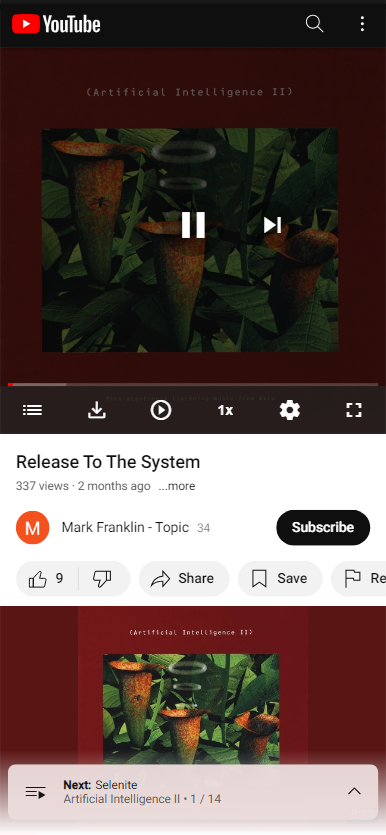 YouTube
(Artificial Intelligence II)
1x
Release To The System
337 views · 2 months ago ...more
M Mark Franklin - Topic 34 Subscribe
9 Share Save Re
(Artificial Intelligence II)
Next: Selenite
Artificial Intelligence II • 1 / 14